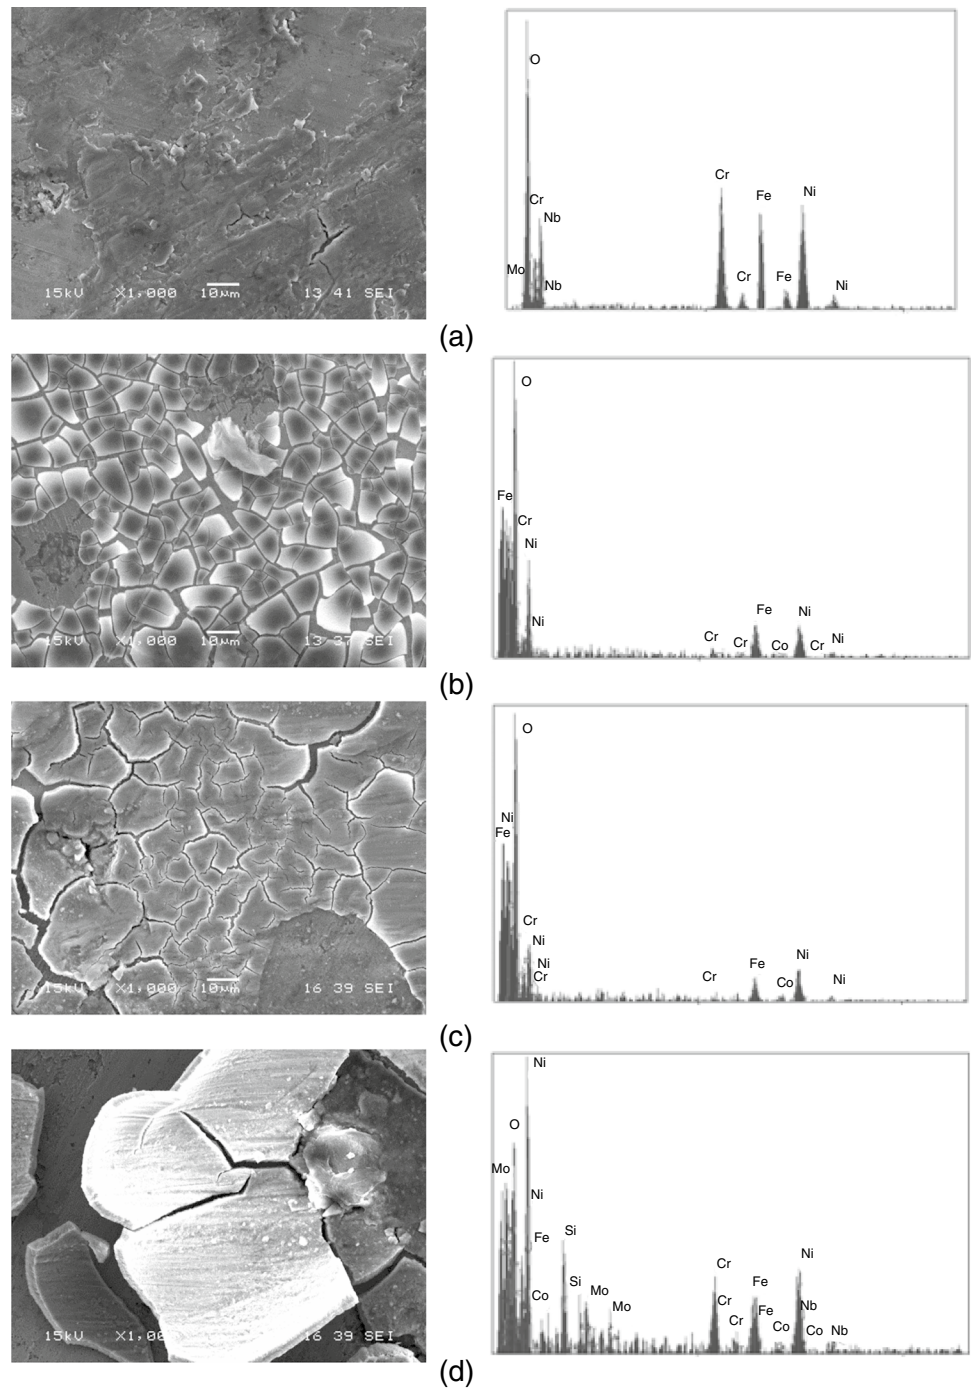 O
Cr
Cr
Nb
Fe
Ni
Mo
Nb
Cr
Fe
Ni
15kV X1,000 10μm 13 41 SEI
(a)
O
Fe
Cr
Ni
Ni
Fe
Ni
Cr
Cr
Co
Cr
Ni
15kV X1,000 10μm 13 37 SEI
(b)
O
Ni
Fe
Cr
Ni
Ni
Cr
Cr
Fe
Co
Ni
Ni
15kV X1,000 10μm 16 39 SEI
(c)
Ni
O
Mo
Ni
Fe
Si
Co
Si
Mo
Mo
Cr
Cr
Cr
Fe
Fe
Co
Ni
Nb
Co
Nb
15kV X1,00 16 39 SEI
(d)